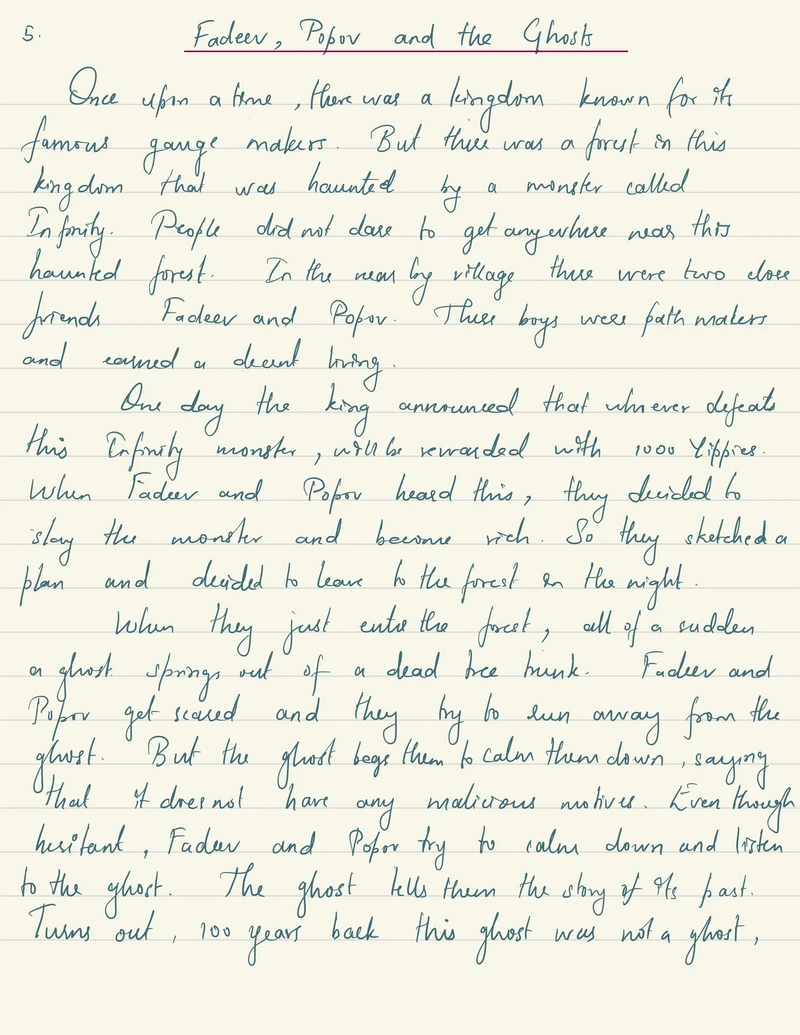 5.
Fadeev, Popov and the Ghosts
Once upon a time, there was a kingdom known for its
famous gauge makers. But there was a forest in this
kingdom that was haunted by a monster called
Infinity. People did not dare to get anywhere near this
haunted forest. In the near by village there were two close
friends Fadeev and Popov. These boys were path makers
and earned a decent living.
One day the king announced that whoever defeats
this Infinity monster, will be rewarded with 1000 Yippies.
When Fadeev and Popov heard this, they decided to
slay the monster and become rich. So they sketched a
plan and decided to leave to the forest in the night.
When they just enter the forest, all of a sudden
a ghost springs out of a dead tree trunk. Fadeev and
Popov get scared and they try to run away from the
ghost. But the ghost begs them to calm them down, saying
that it does not have any malicious motives. Even though
hesitant, Fadeev and Popov try to calm down and listen
to the ghost. The ghost tells them the story of its past.
Turns out, 100 years back this ghost was not a ghost,